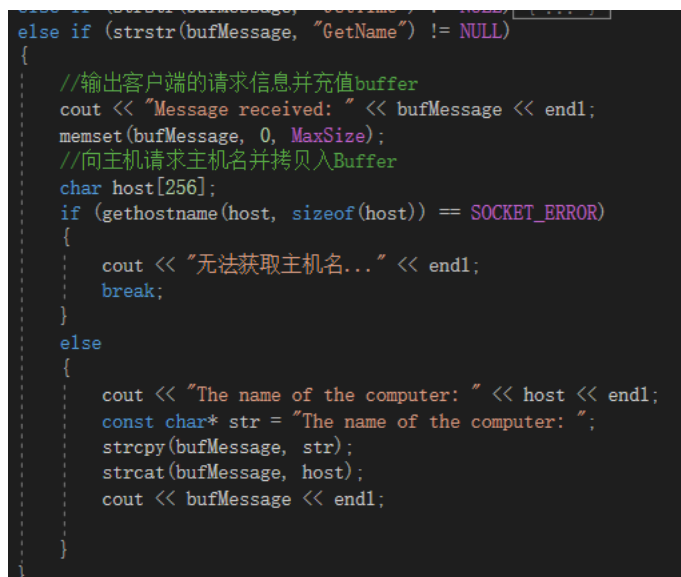 else if (strstr(bufMessage, "GetName") != NULL)
{
//输出客户端的请求信息并充值buffer
cout << "Message received: " << bufMessage << endl;
memset(bufMessage, 0, MaxSize);
//向主机请求主机名并拷贝入Buffer
char host[256];
if (gethostname(host, sizeof(host)) == SOCKET_ERROR)
{
cout << "无法获取主机名..." << endl;
break;
}
else
{
cout << "The name of the computer: " << host << endl;
const char* str = "The name of the computer: ";
strcpy(bufMessage, str);
strcat(bufMessage, host);
cout << bufMessage << endl;
}